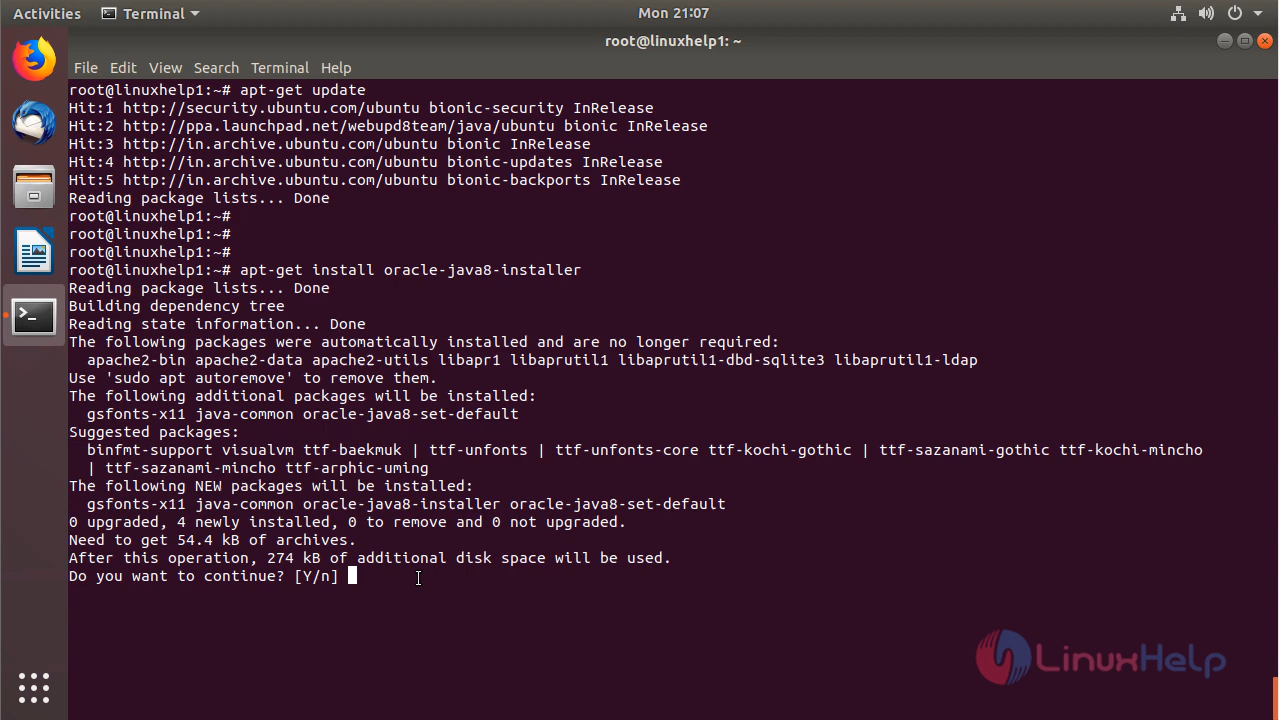 Activities Terminal Mon 21:07
root@linuxhelp1: ~
File Edit View Search Terminal Help
root@linuxhelp1:~# apt-get update
Hit:1 http://security.ubuntu.com/ubuntu bionic-security InRelease
Hit:2 http://ppa.launchpad.net/webupd8team/java/ubuntu bionic InRelease
Hit:3 http://in.archive.ubuntu.com/ubuntu bionic InRelease
Hit:4 http://in.archive.ubuntu.com/ubuntu bionic-updates InRelease
Hit:5 http://in.archive.ubuntu.com/ubuntu bionic-backports InRelease
Reading package lists... Done
root@linuxhelp1:~#
root@linuxhelp1:~#
root@linuxhelp1:~#
root@linuxhelp1:~# apt-get install oracle-java8-installer
Reading package lists... Done
Building dependency tree
Reading state information... Done
The following packages were automatically installed and are no longer required:
apache2-bin apache2-data apache2-utils libapr1 libaprutil1 libaprutil1-dbd-sqlite3 libaprutil1-ldap
Use 'sudo apt autoremove' to remove them.
The following additional packages will be installed:
gsfonts-x11 java-common oracle-java8-set-default
Suggested packages:
binfmt-support visualvm ttf-baekmuk | ttf-unfonts | ttf-unfonts-core ttf-kochi-gothic | ttf-sazanami-gothic ttf-kochi-mincho
| ttf-sazanami-mincho ttf-arphic-uming
The following NEW packages will be installed:
gsfonts-x11 java-common oracle-java8-installer oracle-java8-set-default
0 upgraded, 4 newly installed, 0 to remove and 0 not upgraded.
Need to get 54.4 kB of archives.
After this operation, 274 kB of additional disk space will be used.
Do you want to continue? [Y/n]
LinuxHelp